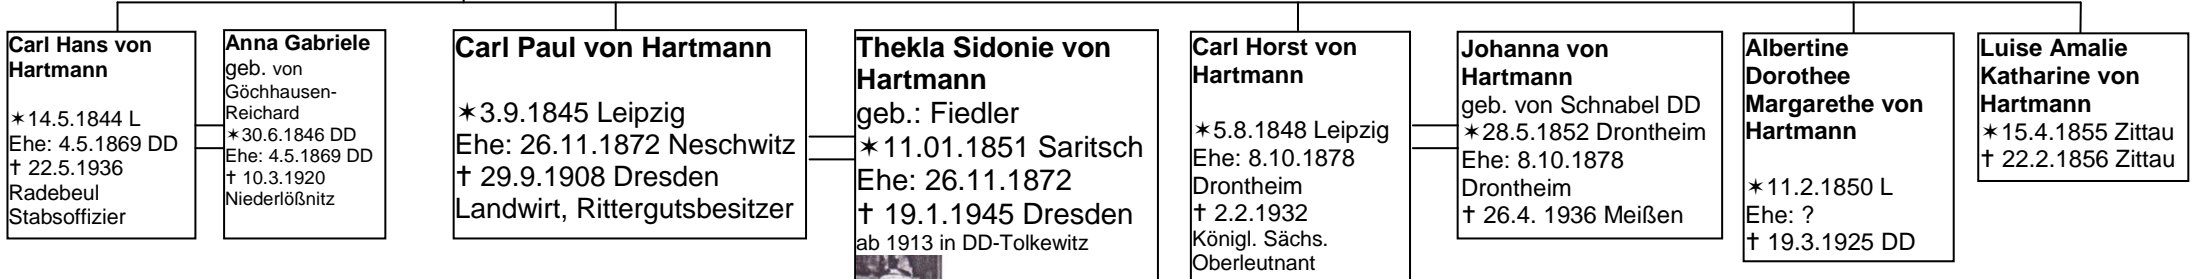 Carl Hans von
Hartmann
✶14.5.1844 L
Ehe: 4.5.1869 DD
† 22.5.1936
Radebeul
Stabsoffizier
Anna Gabriele
geb. von
Göchhausen-
Reichard
✶30.6.1846 DD
Ehe: 4.5.1869 DD
† 10.3.1920
Niederlößnitz
Carl Paul von Hartmann
✶3.9.1845 Leipzig
Ehe: 26.11.1872 Neschwitz
† 29.9.1908 Dresden
Landwirt, Rittergutsbesitzer
Thekla Sidonie von
Hartmann
geb.: Fiedler
✶11.01.1851 Saritsch
Ehe: 26.11.1872
† 19.1.1945 Dresden
ab 1913 in DD-Tolkewitz
Carl Horst von
Hartmann
✶5.8.1848 Leipzig
Ehe: 8.10.1878
Drontheim
† 2.2.1932
Königl. Sächs.
Oberleutnant
Johanna von
Hartmann
geb. von Schnabel DD
✶28.5.1852 Drontheim
Ehe: 8.10.1878
Drontheim
† 26.4. 1936 Meißen
Albertine
Dorothee
Margarethe von
Hartmann
✶11.2.1850 L
Ehe: ?
† 19.3.1925 DD
Luise Amalie
Katharine von
Hartmann
✶15.4.1855 Zittau
† 22.2.1856 Zittau